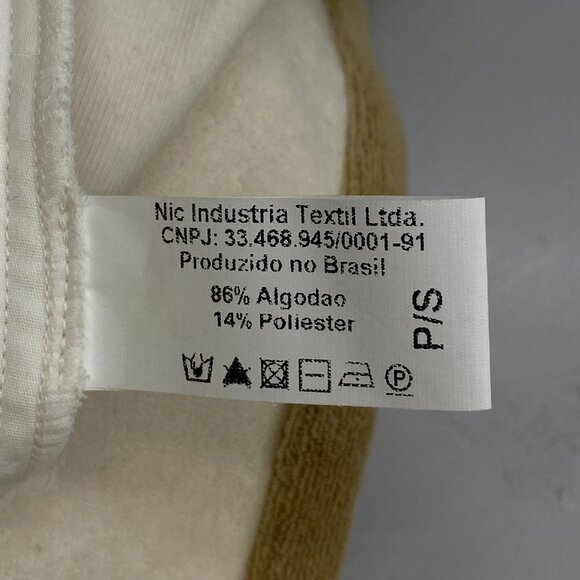 Nic Industria Textil Ltda.
CNPJ: 33.468.945/0001-91
Produzido no Brasil
86% Algodao
14% Poliester
P/S
P